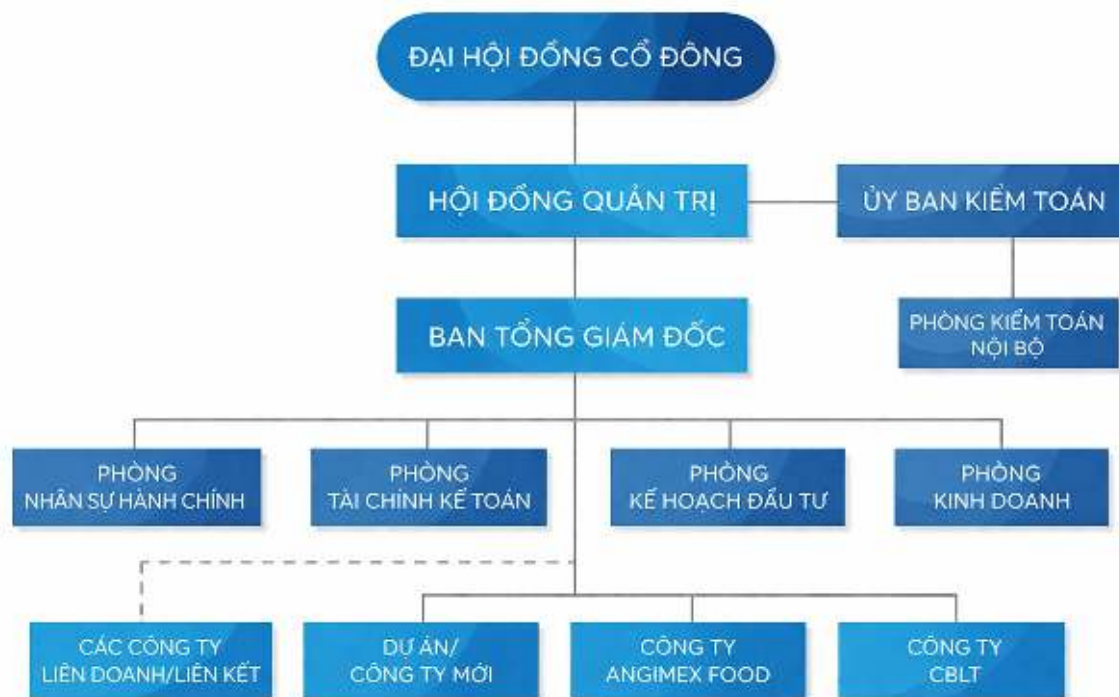 ĐẠI HỘI ĐỒNG CỔ ĐÔNG
HỘI ĐỒNG QUẢN TRỊ
ỦY BAN KIỂM TOÁN
BAN TỔNG GIÁM ĐỐC
PHÒNG KIỂM TOÁN
NỘI BỘ
PHÒNG
NHÂN SỰ HÀNH CHÍNH
PHÒNG
TÀI CHÍNH KẾ TOÁN
PHÒNG
KẾ HOẠCH ĐẦU TƯ
PHÒNG
KINH DOANH
CÁC CÔNG TY
LIÊN DOANH/LIÊN KẾT
DỰ ÁN/
CÔNG TY MỚI
CÔNG TY
ANGIMEX FOOD
CÔNG TY
CBLT